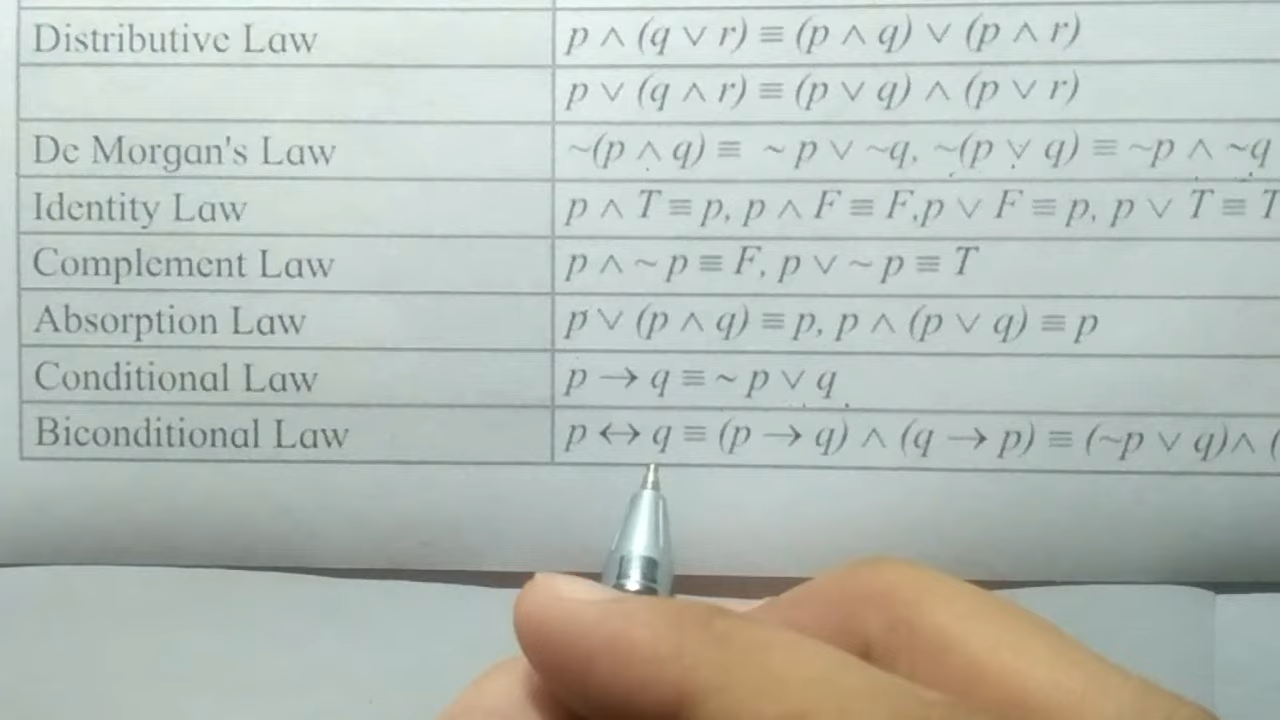 Distributive Law p ∧ (q ∨ r) ≡ (p ∧ q) ∨ (p ∧ r)
p ∨ (q ∧ r) ≡ (p ∨ q) ∧ (p ∨ r)
De Morgan's Law ~(p ∧ q) ≡ ~ p ∨ ~q, ~(p ∨ q) ≡ ~p ∧ ~q
Identity Law p ∧ T ≡ p, p ∧ F ≡ F, p ∨ F ≡ p, p ∨ T ≡ T
Complement Law p ∧ ~ p ≡ F, p ∨ ~ p ≡ T
Absorption Law p ∨ (p ∧ q) ≡ p, p ∧ (p ∨ q) ≡ p
Conditional Law p → q ≡ ~ p ∨ q
Biconditional Law p ↔ q ≡ (p → q) ∧ (q → p) ≡ (~p ∨ q) ∧ (